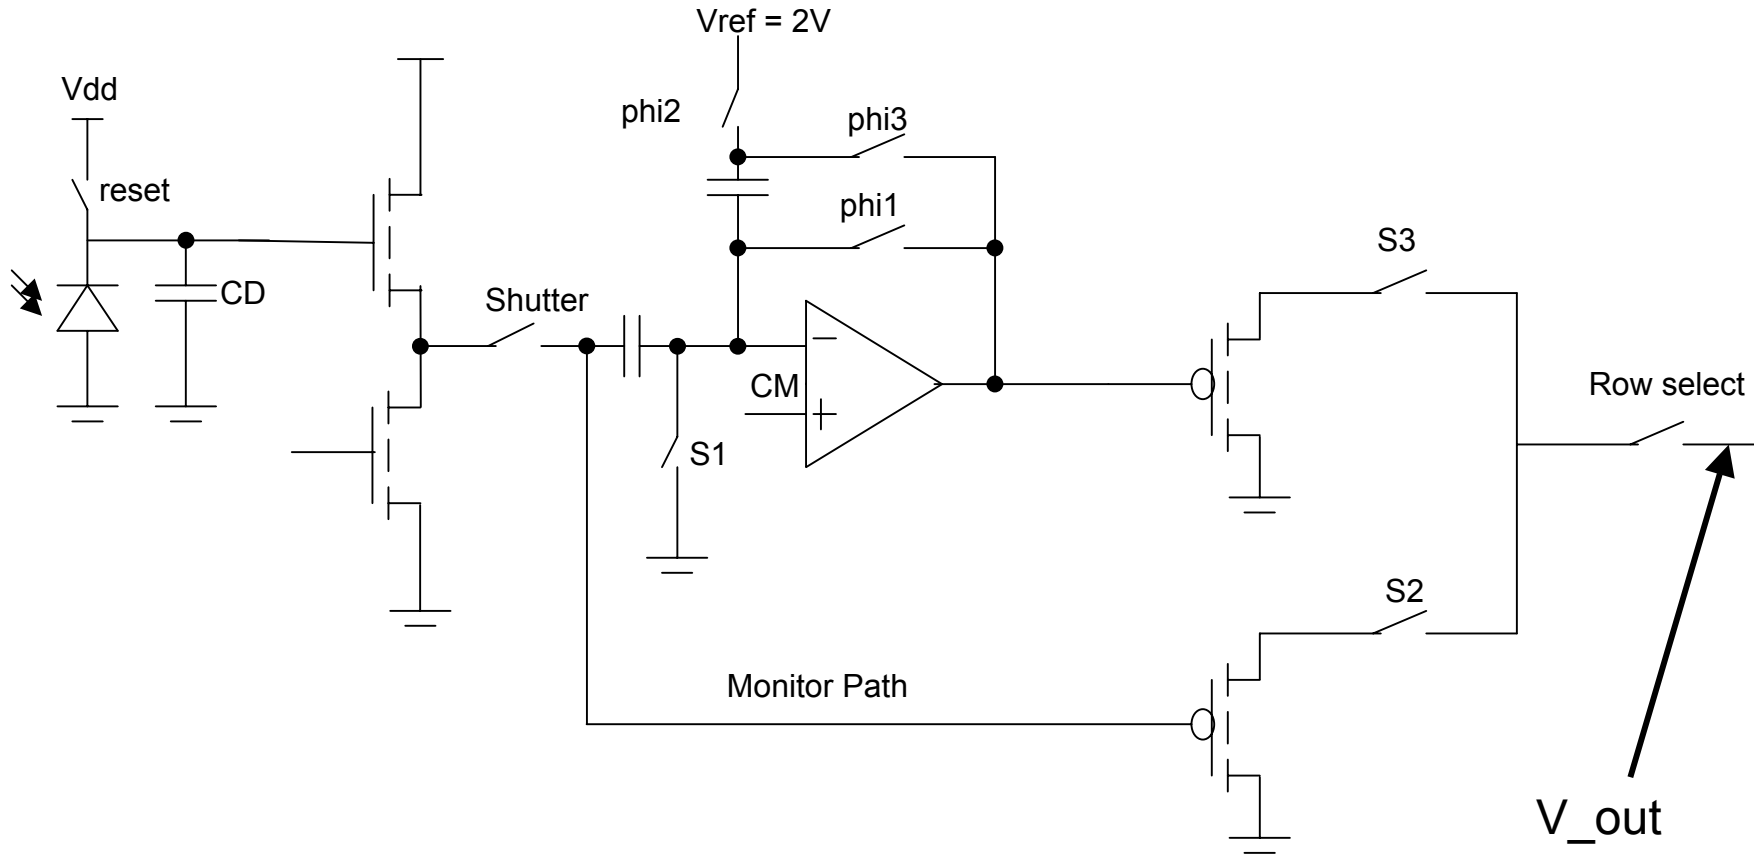 Vref = 2V
Vdd
phi2
phi3
reset
phi1
S3
CD
Shutter
CM
Row select
S1
S2
Monitor Path
V_out